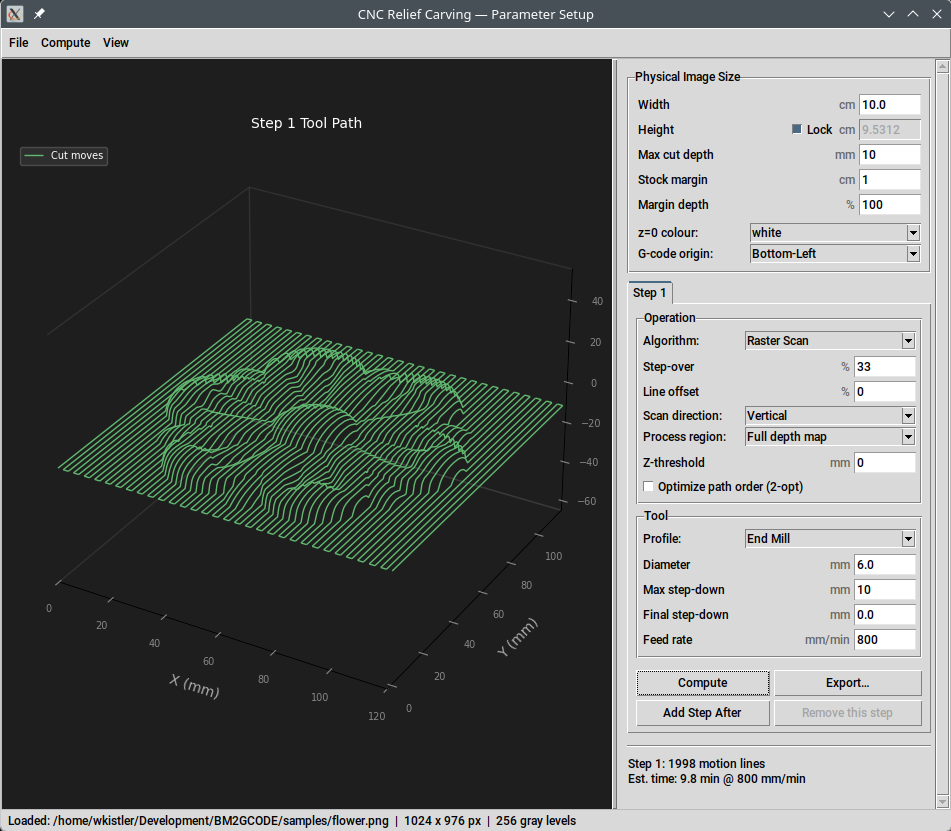 CNC Relief Carving — Parameter Setup
File Compute View
Step 1 Tool Path
Cut moves
40
20
0
−20
−40
−60
100
80
60
40
20
0
Y (mm)
0
20
40
60
80
100
120
X (mm)
Physical Image Size
Width cm 10.0
Height Lock cm 9.5312
Max cut depth mm 10
Stock margin cm 1
Margin depth % 100
z=0 colour: white
G-code origin: Bottom-Left
Step 1
Operation
Algorithm: Raster Scan
Step-over % 33
Line offset % 0
Scan direction: Vertical
Process region: Full depth map
Z-threshold mm 0
Optimize path order (2-opt)
Tool
Profile: End Mill
Diameter mm 6.0
Max step-down mm 10
Final step-down mm 0.0
Feed rate mm/min 800
Compute Export...
Add Step After Remove this step
Step 1: 1998 motion lines
Est. time: 9.8 min @ 800 mm/min
Loaded: /home/wkistler/Development/BM2GCODE/samples/flower.png | 1024 x 976 px | 256 gray levels